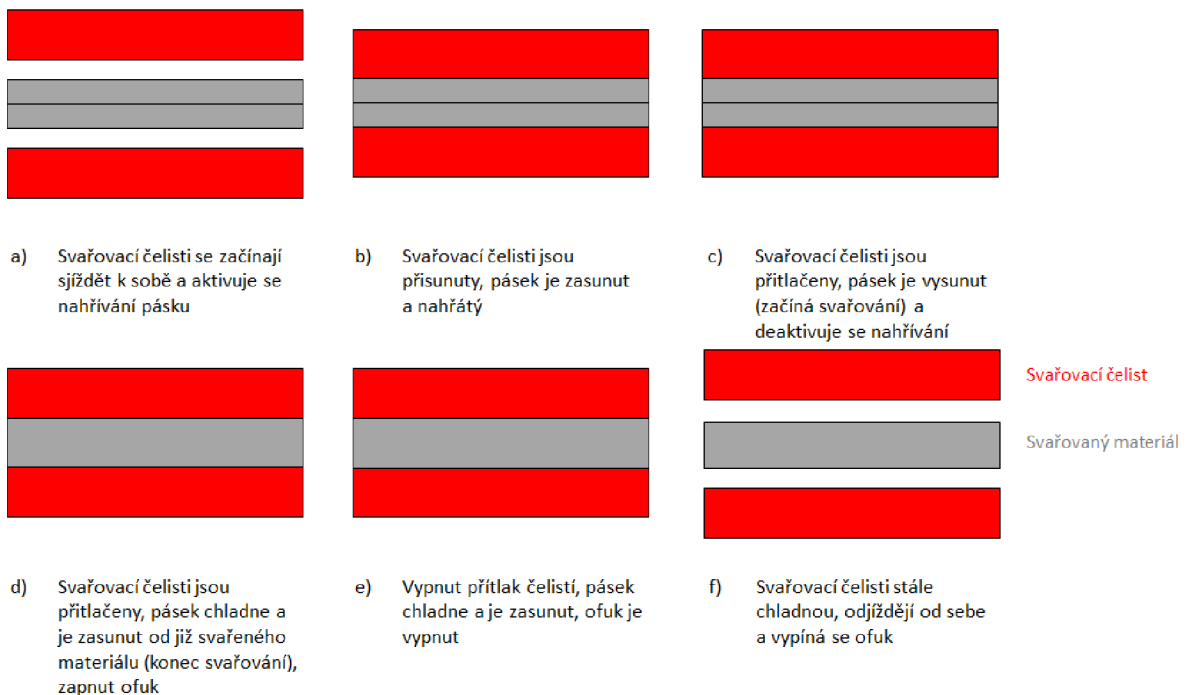 a) Svařovací čelisti se začínají
sjíždět k sobě a aktivuje se
nahřívání pásku
b) Svařovací čelisti jsou
přisunuty, pásek je zasunut
a nahřátý
c) Svařovací čelisti jsou
přitlačeny, pásek je vysunut
(začíná svařování) a
deaktivuje se nahřívání
Svařovací čelist
Svařovaný materiál
d) Svařovací čelisti jsou
přitlačeny, pásek chladne a
je zasunut od již svařeného
materiálu (konec svařování),
zapnut ofuk
e) Vypnut přítlak čelistí, pásek
chladne a je zasunut, ofuk je
vypnut
f) Svařovací čelisti stále
chladnou, odjíždějí od sebe
a vypíná se ofuk